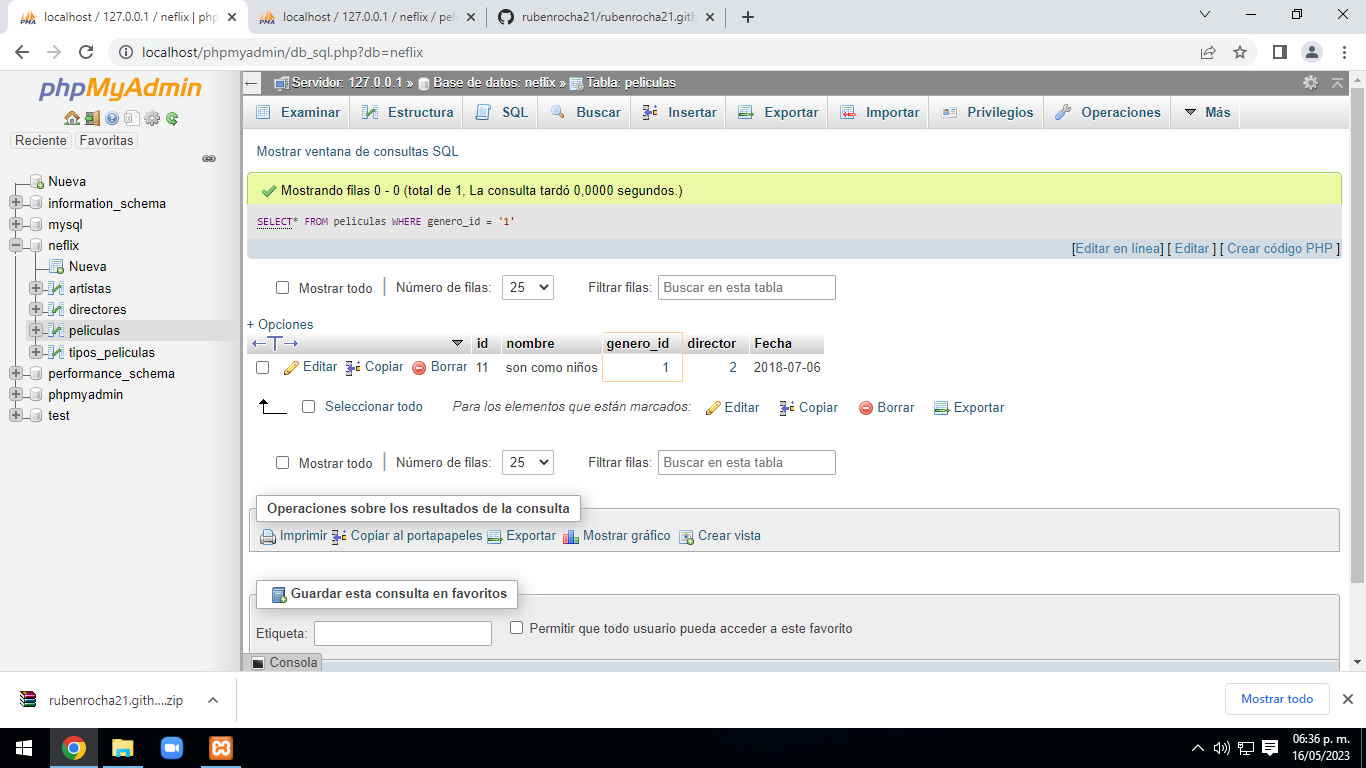 localhost / 127.0.0.1 / neflix | php
localhost / 127.0.0.1 / neflix / peli
rubenrocha21/rubenrocha21.gith
localhost/phpmyadmin/db_sql.php?db=neflix
phpMyAdmin
Reciente Favoritas
Nueva
information_schema
mysql
neflix
Nueva
artistas
directores
peliculas
tipos_peliculas
performance_schema
phpmyadmin
test
Servidor: 127.0.0.1 » Base de datos: neflix » Tabla: peliculas
Examinar Estructura SQL Buscar Insertar Exportar Importar Privilegios Operaciones Más
Mostrar ventana de consultas SQL
Mostrando filas 0 - 0 (total de 1, La consulta tardó 0,0000 segundos.)
SELECT* FROM peliculas WHERE genero_id = '1'
[Editar en línea] [ Editar ] [ Crear código PHP ]
Mostrar todo | Número de filas: 25 Filtrar filas: Buscar en esta tabla
+ Opciones
←T→ id nombre genero_id director Fecha
Editar Copiar Borrar 11 son como niños 1 2 2018-07-06
Seleccionar todo Para los elementos que están marcados: Editar Copiar Borrar Exportar
Mostrar todo | Número de filas: 25 Filtrar filas: Buscar en esta tabla
Operaciones sobre los resultados de la consulta
Imprimir Copiar al portapapeles Exportar Mostrar gráfico Crear vista
Guardar esta consulta en favoritos
Etiqueta: Permitir que todo usuario pueda acceder a este favorito
Consola
rubenrocha21.gith....zip
Mostrar todo
06:36 p. m.
16/05/2023